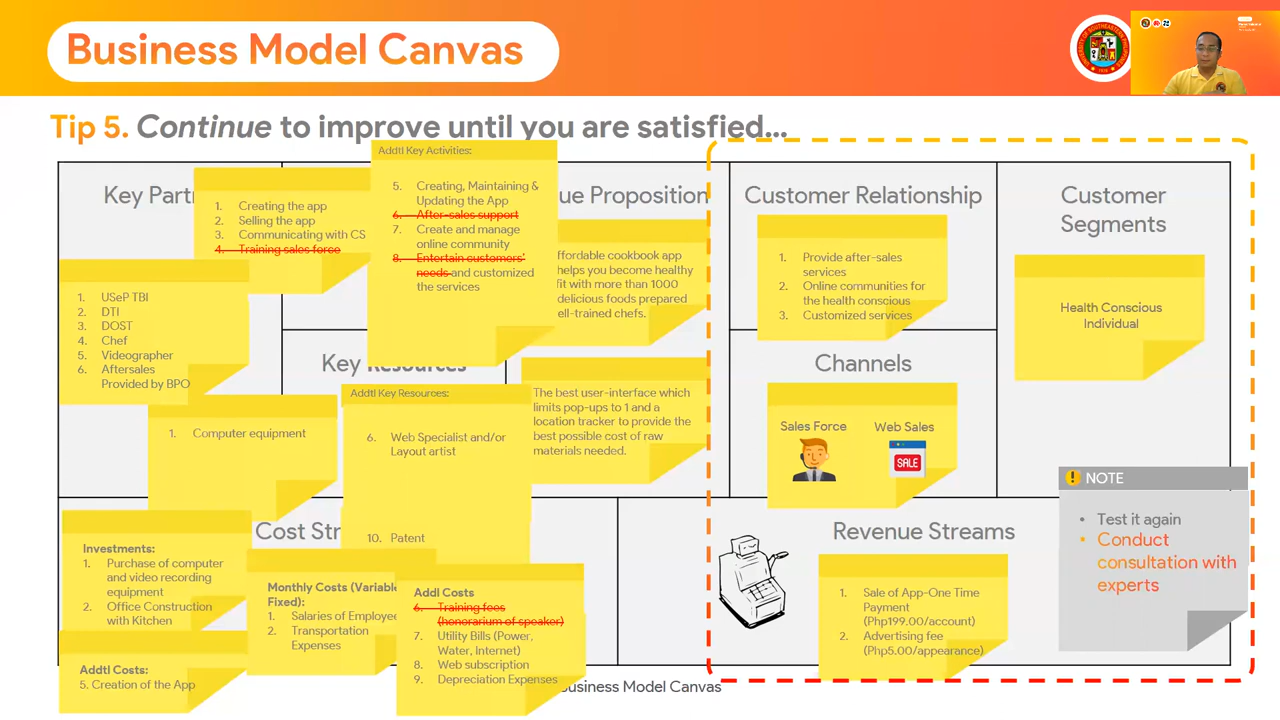 Business Model Canvas
Tip 5. Continue to improve until you are satisfied...
Key Part
ue Proposition
Customer Relationship
Customer
Segments
1. Creating the app
2. Selling the app
3. Communicating with CS
4. Training sales force
Addtl Key Activities:
5. Creating, Maintaining &
Updating the App
6. After-sales support
7. Create and manage
online community
8. Entertain customers'
needs and customized
the services
1. USeP TBI
2. DTI
3. DOST
4. Chef
5. Videographer
6. Aftersales
Provided by BPO
ffordable cookbook app
helps you become healthy
fit with more than 1000
delicious foods prepared
ell-trained chefs.
The best user-interface which
limits pop-ups to 1 and a
location tracker to provide the
best possible cost of raw
materials needed.
1. Provide after-sales
services
2. Online communities for
the health conscious
3. Customized services
Health Conscious
Individual
Key Resources
1. Computer equipment
Addtl Key Resources:
6. Web Specialist and/or
Layout artist
10. Patent
Channels
Sales Force
Web Sales
SALE
Cost Str
Investments:
1. Purchase of computer
and video recording
equipment
2. Office Construction
with Kitchen
Addtl Costs:
5. Creation of the App
Monthly Costs (Variable
Fixed):
1. Salaries of Employee
2. Transportation
Expenses
Addl Costs
6. Training fees
(honorarium of speaker)
7. Utility Bills (Power,
Water, Internet)
8. Web subscription
9. Depreciation Expenses
Revenue Streams
1. Sale of App-One Time
Payment
(Php199.00/account)
2. Advertising fee
(Php5.00/appearance)
NOTE
• Test it again
• Conduct
consultation with
experts
Business Model Canvas